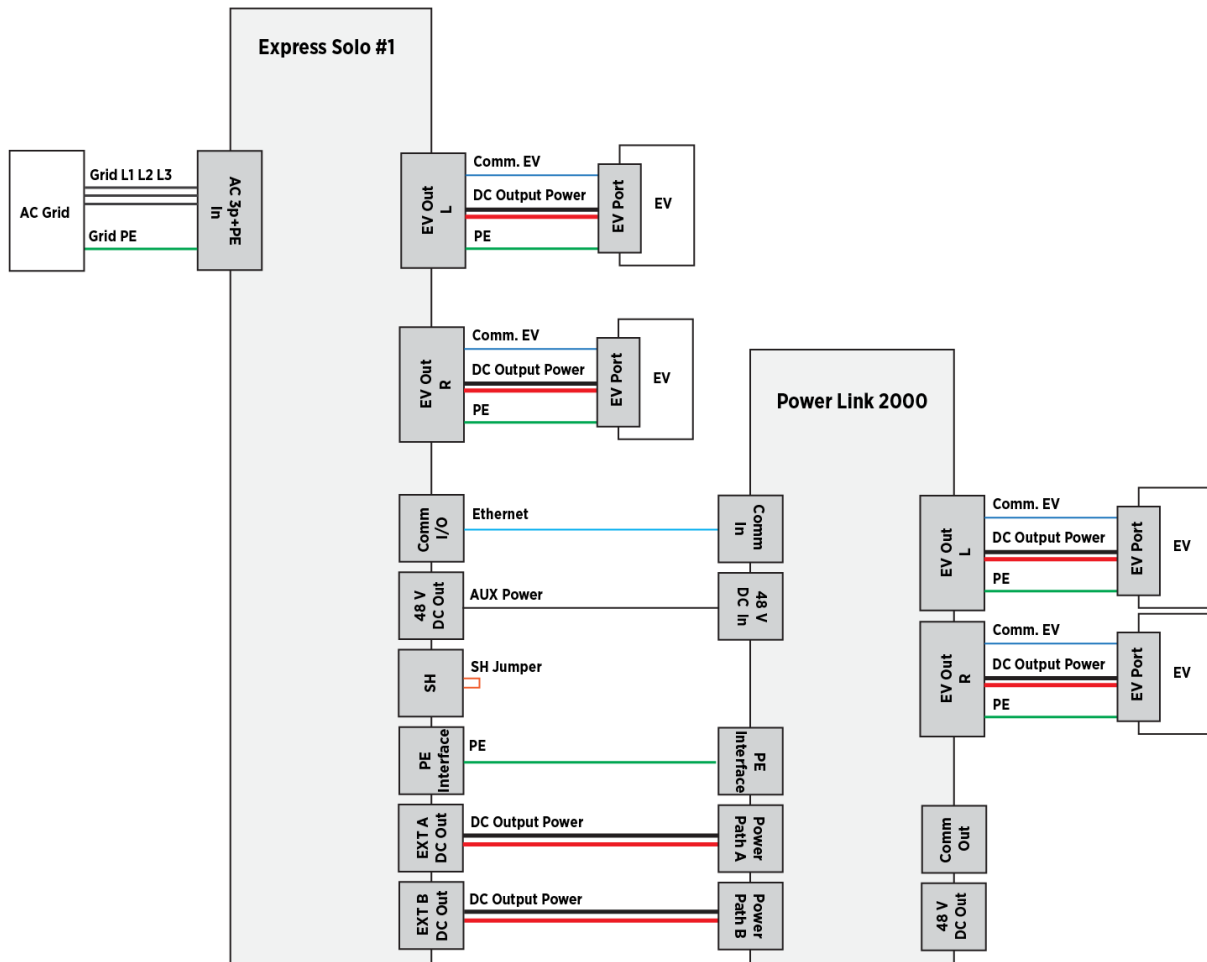 Express Solo #1
AC Grid
Grid L1 L2 L3
Grid PE
AC 3p+PE
In
EV Out
L
Comm. EV
DC Output Power
PE
EV Port
EV
EV Out
R
Comm. EV
DC Output Power
PE
EV Port
EV
Comm
I/O
Ethernet
48 V
DC Out
AUX Power
SH
SH Jumper
PE
Interface
PE
EXT A
DC Out
DC Output Power
EXT B
DC Out
DC Output Power
Power Link 2000
Comm
In
48 V
DC In
PE
Interface
Power
Path A
Power
Path B
EV Out
L
Comm. EV
DC Output Power
PE
EV Port
EV
EV Out
R
Comm. EV
DC Output Power
PE
EV Port
EV
Comm
Out
48 V
DC Out